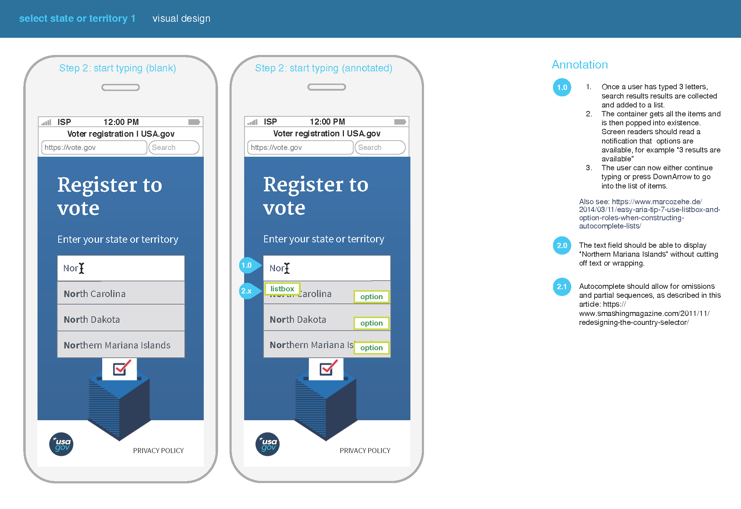 select state or territory 1 visual design
Step 2: start typing (blank)
ISP 12:00 PM
Voter registration I USA.gov
https://vote.gov Search
Register to
vote
Enter your state or territory
Nor
North Carolina
North Dakota
Northern Mariana Islands
usa
gov
PRIVACY POLICY
Step 2: start typing (annotated)
ISP 12:00 PM
Voter registration I USA.gov
https://vote.gov Search
Register to
vote
Enter your state or territory
1.0 Nor
2.x listbox Carolina option
North Dakota option
Northern Mariana Is option
usa
gov
PRIVACY POLICY
Annotation
1.0 1. Once a user has typed 3 letters,
search results results are collected
and added to a list.
2. The container gets all the items and
is then popped into existence.
Screen readers should read a
notification that options are
available, for example "3 results are
available"
3. The user can now either continue
typing or press DownArrow to go
into the list of items.
Also see: https://www.marcozehe.de/
2014/03/11/easy-aria-tip-7-use-listbox-and-
option-roles-when-constructing-
autocomplete-lists/
2.0 The text field should be able to display
"Northern Mariana Islands" without cutting
off text or wrapping.
2.1 Autocomplete should allow for omissions
and partial sequences, as described in this
article: https://
www.smashingmagazine.com/2011/11/
redesigning-the-country-selector/